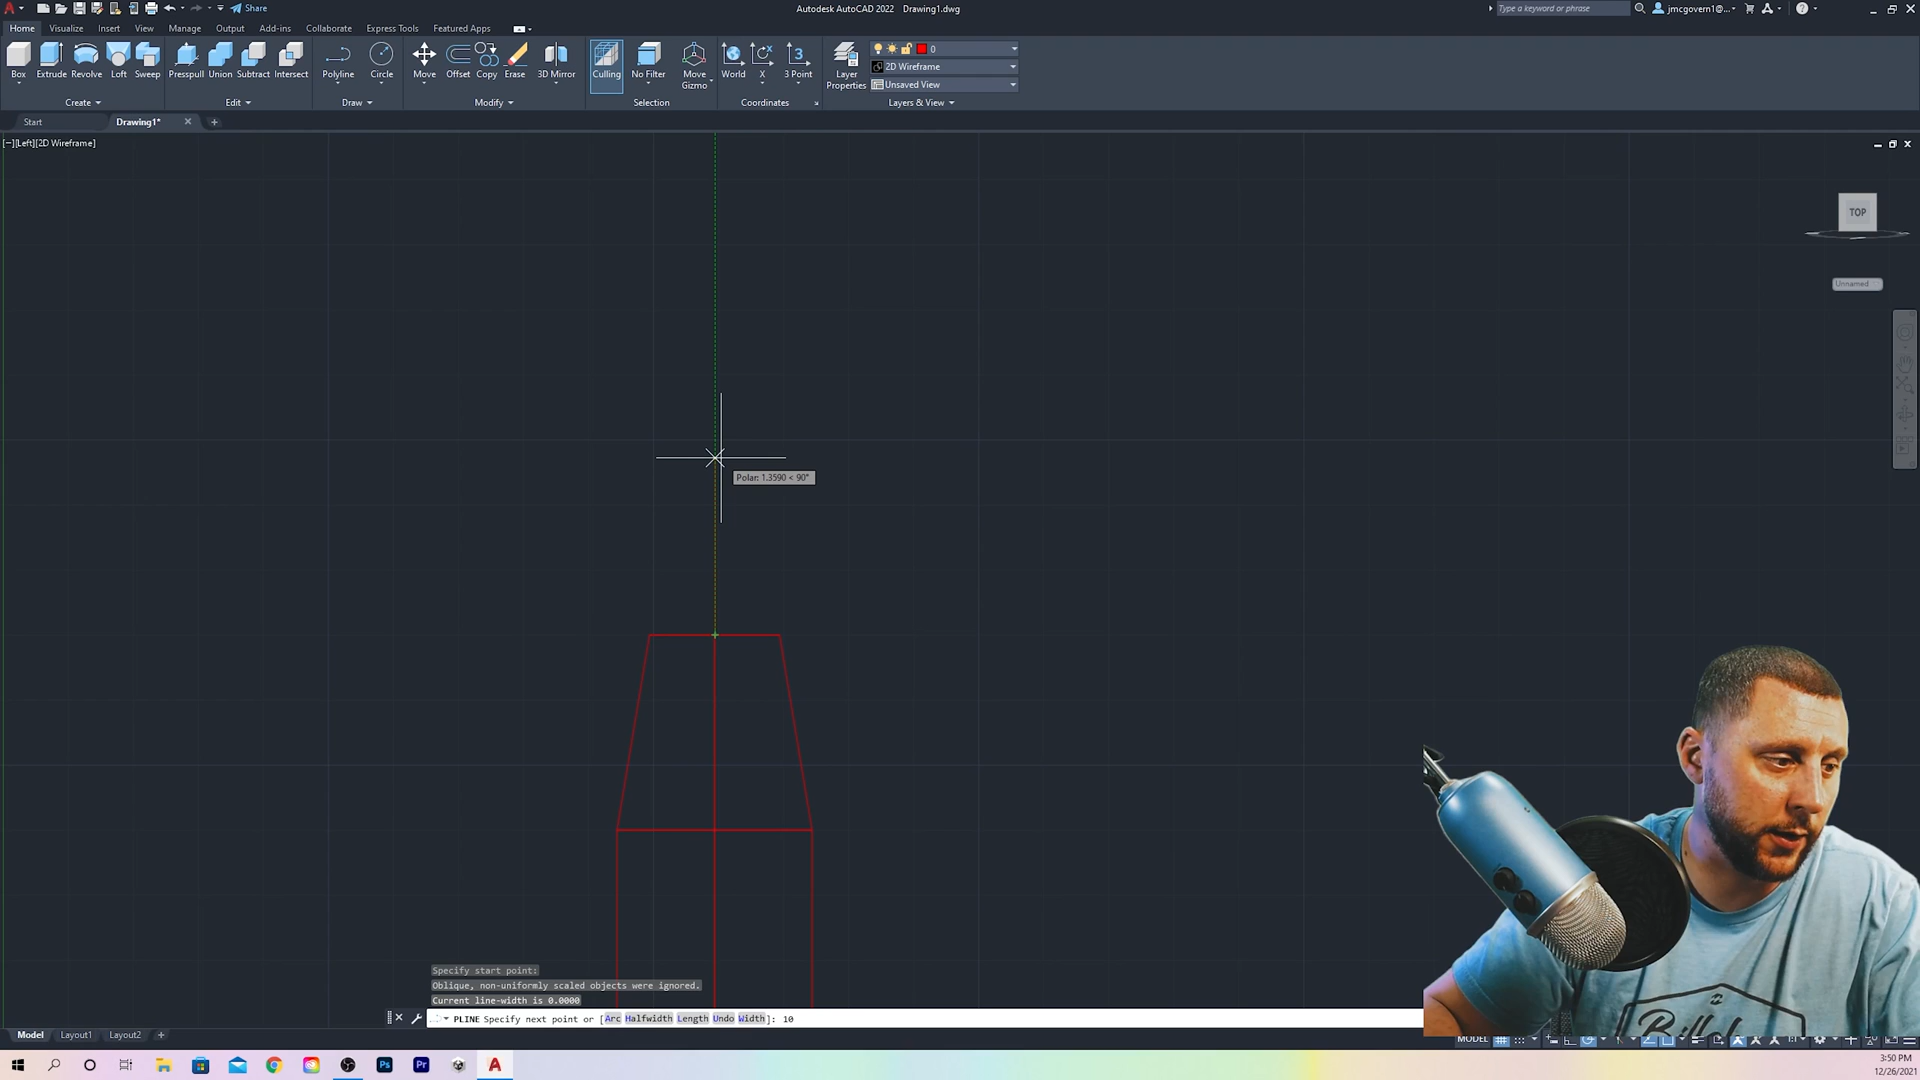 Share
Autodesk AutoCAD 2022 Drawing1.dwg
Type a keyword or phrase
jmcgovern1@...
Home Visualize Insert View Manage Output Add-ins Collaborate Express Tools Featured Apps
Box Extrude Revolve Loft Sweep Presspull Union Subtract Intersect Polyline Circle Move Offset Copy Erase 3D Mirror Culling No Filter Move Gizmo World X 3 Point Layer Properties
0
2D Wireframe
Unsaved View
Create Edit Draw Modify Selection Coordinates Layers & View
Start Drawing1*
[−][Left][2D Wireframe]
TOP
Unnamed
Polar: 1.3590 < 90°
Specify start point:
Oblique, non-uniformly scaled objects were ignored.
Current line-width is 0.0000
PLINE Specify next point or [Arc Halfwidth Length Undo Width]: 10
Model Layout1 Layout2 +
MODEL
1:1
3:50 PM
12/26/2021